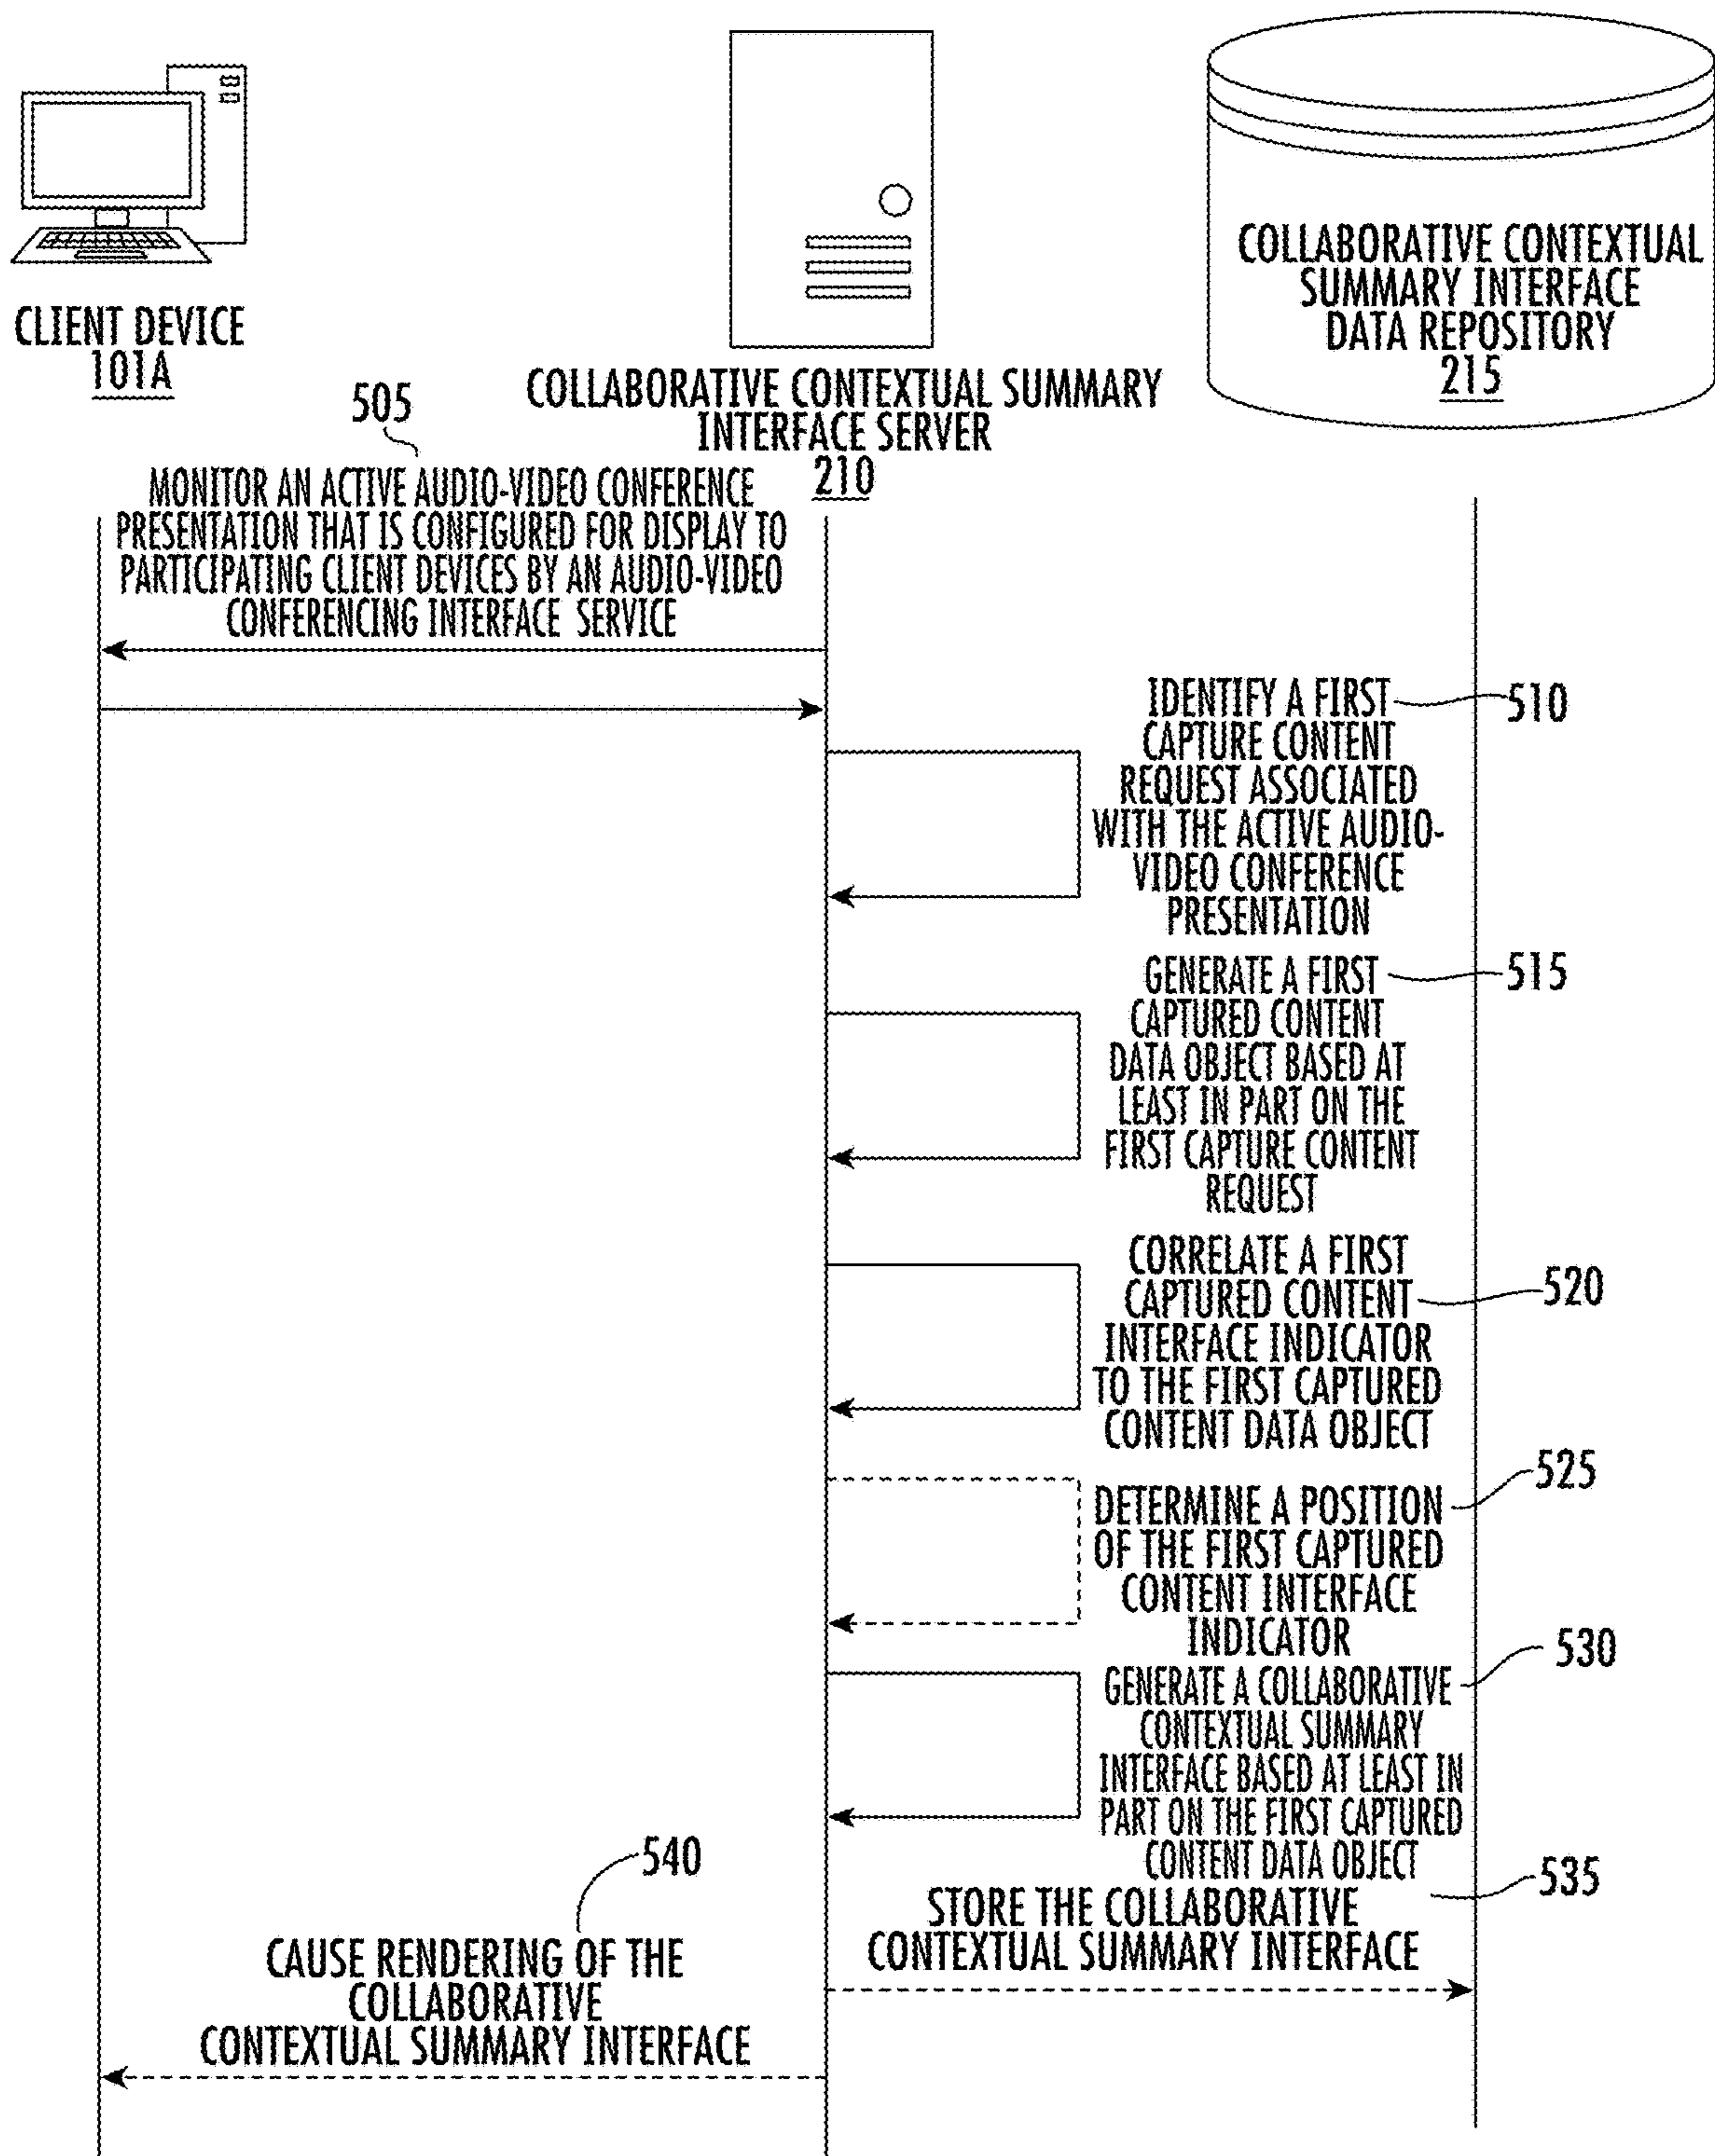 CLIENT DEVICE
101A
COLLABORATIVE CONTEXTUAL SUMMARY
INTERFACE SERVER
210
COLLABORATIVE CONTEXTUAL
SUMMARY INTERFACE
DATA REPOSITORY
215
505
MONITOR AN ACTIVE AUDIO-VIDEO CONFERENCE
PRESENTATION THAT IS CONFIGURED FOR DISPLAY TO
PARTICIPATING CLIENT DEVICES BY AN AUDIO-VIDEO
CONFERENCING INTERFACE SERVICE
IDENTIFY A FIRST
CAPTURE CONTENT
REQUEST ASSOCIATED
WITH THE ACTIVE AUDIO-
VIDEO CONFERENCE
PRESENTATION
510
GENERATE A FIRST
CAPTURED CONTENT
DATA OBJECT BASED AT
LEAST IN PART ON THE
FIRST CAPTURE CONTENT
REQUEST
515
CORRELATE A FIRST
CAPTURED CONTENT
INTERFACE INDICATOR
TO THE FIRST CAPTURED
CONTENT DATA OBJECT
520
DETERMINE A POSITION
OF THE FIRST CAPTURED
CONTENT INTERFACE
INDICATOR
525
GENERATE A COLLABORATIVE
CONTEXTUAL SUMMARY
INTERFACE BASED AT LEAST IN
PART ON THE FIRST CAPTURED
CONTENT DATA OBJECT
530
STORE THE COLLABORATIVE
CONTEXTUAL SUMMARY INTERFACE
535
540
CAUSE RENDERING OF THE
COLLABORATIVE
CONTEXTUAL SUMMARY INTERFACE